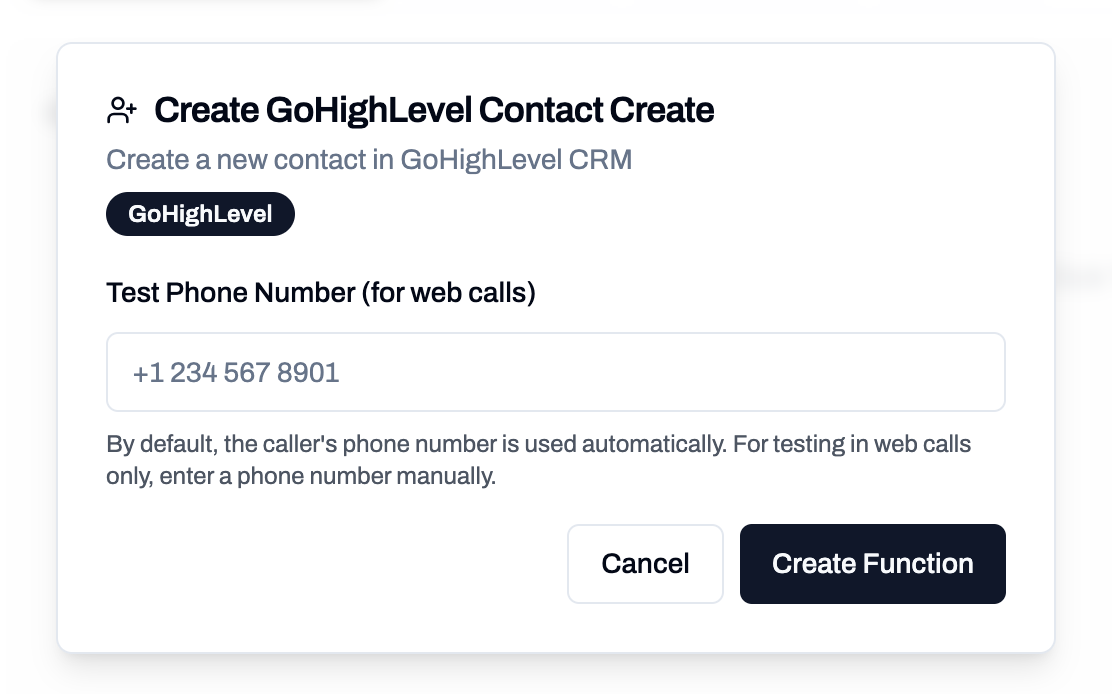 Create GoHighLevel Contact Create
Create a new contact in GoHighLevel CRM
GoHighLevel
Test Phone Number (for web calls)
+1 234 567 8901
By default, the caller's phone number is used automatically. For testing in web calls
only, enter a phone number manually.
Cancel
Create Function